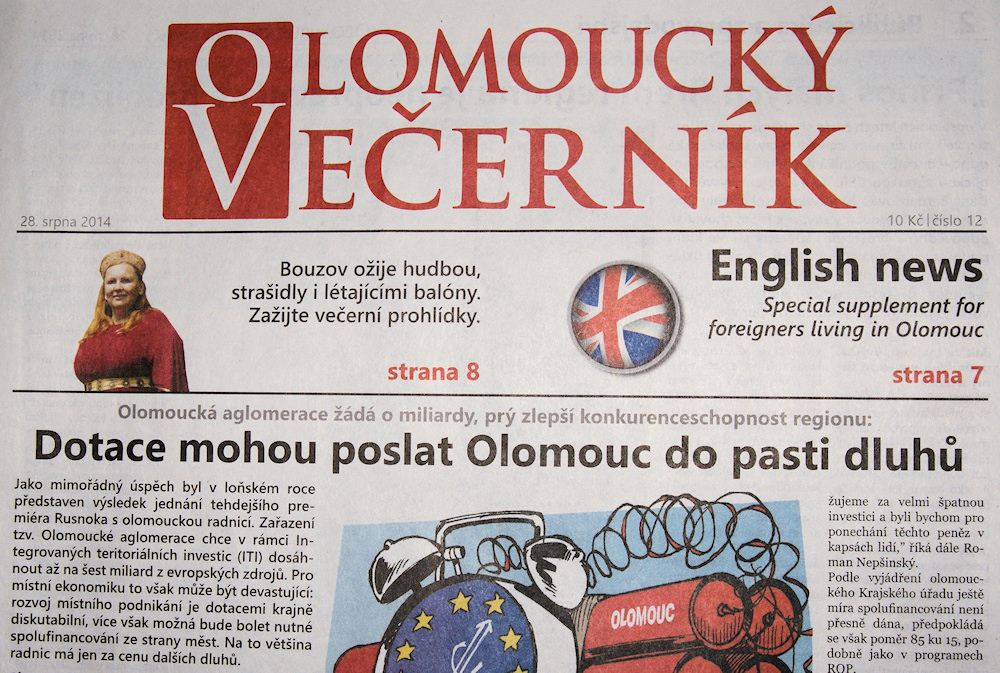 OLOMOUCKÝ
VEČERNÍK
28. srpna 2014
10 Kč | číslo 12
Bouzov ožije hudbou,
strašidly i létajícími balóny.
Zažijte večerní prohlídky.
strana 8
English news
Special supplement for
foreigners living in Olomouc
strana 7
Olomoucká aglomerace žádá o miliardy, prý zlepší konkurenceschopnost regionu:
Dotace mohou poslat Olomouc do pasti dluhů
Jako mimořádný úspěch byl v loňském roce
představen výsledek jednání tehdejšího pre-
miéra Rusnoka s olomouckou radnicí. Zařazení
tzv. Olomoucké aglomerace chce v rámci In-
tegrovaných teritoriálních investic (ITI) dosáh-
nout až na šest miliard z evropských zdrojů. Pro
místní ekonomiku to však může být devastující:
rozvoj místního podnikání je dotacemi krajně
diskutabilní, více však možná bude bolet nutné
spolufinancování ze strany měst. Na to většina
radnic má jen za cenu dalších dluhů.
OLOMOUC
žujeme za velmi špatnou
investici a byli bychom pro
ponechání těchto peněz v
kapsách lidí,” říká dále Ro-
man Nepšinský.
Podle vyjádření olomouc-
kého Krajského úřadu ještě
míra spolufinancování není
přesně dána, předpokládá
se však poměr 85 ku 15, po-
dobně jako v programech
ROP.